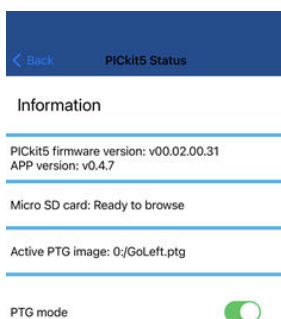 Back
PICkit5 Status
Information
PICkit5 firmware version: v00.02.00.31
APP version: v0.4.7
Micro SD card: Ready to browse
Active PTG image: 0:/GoLeft.ptg
PTG mode